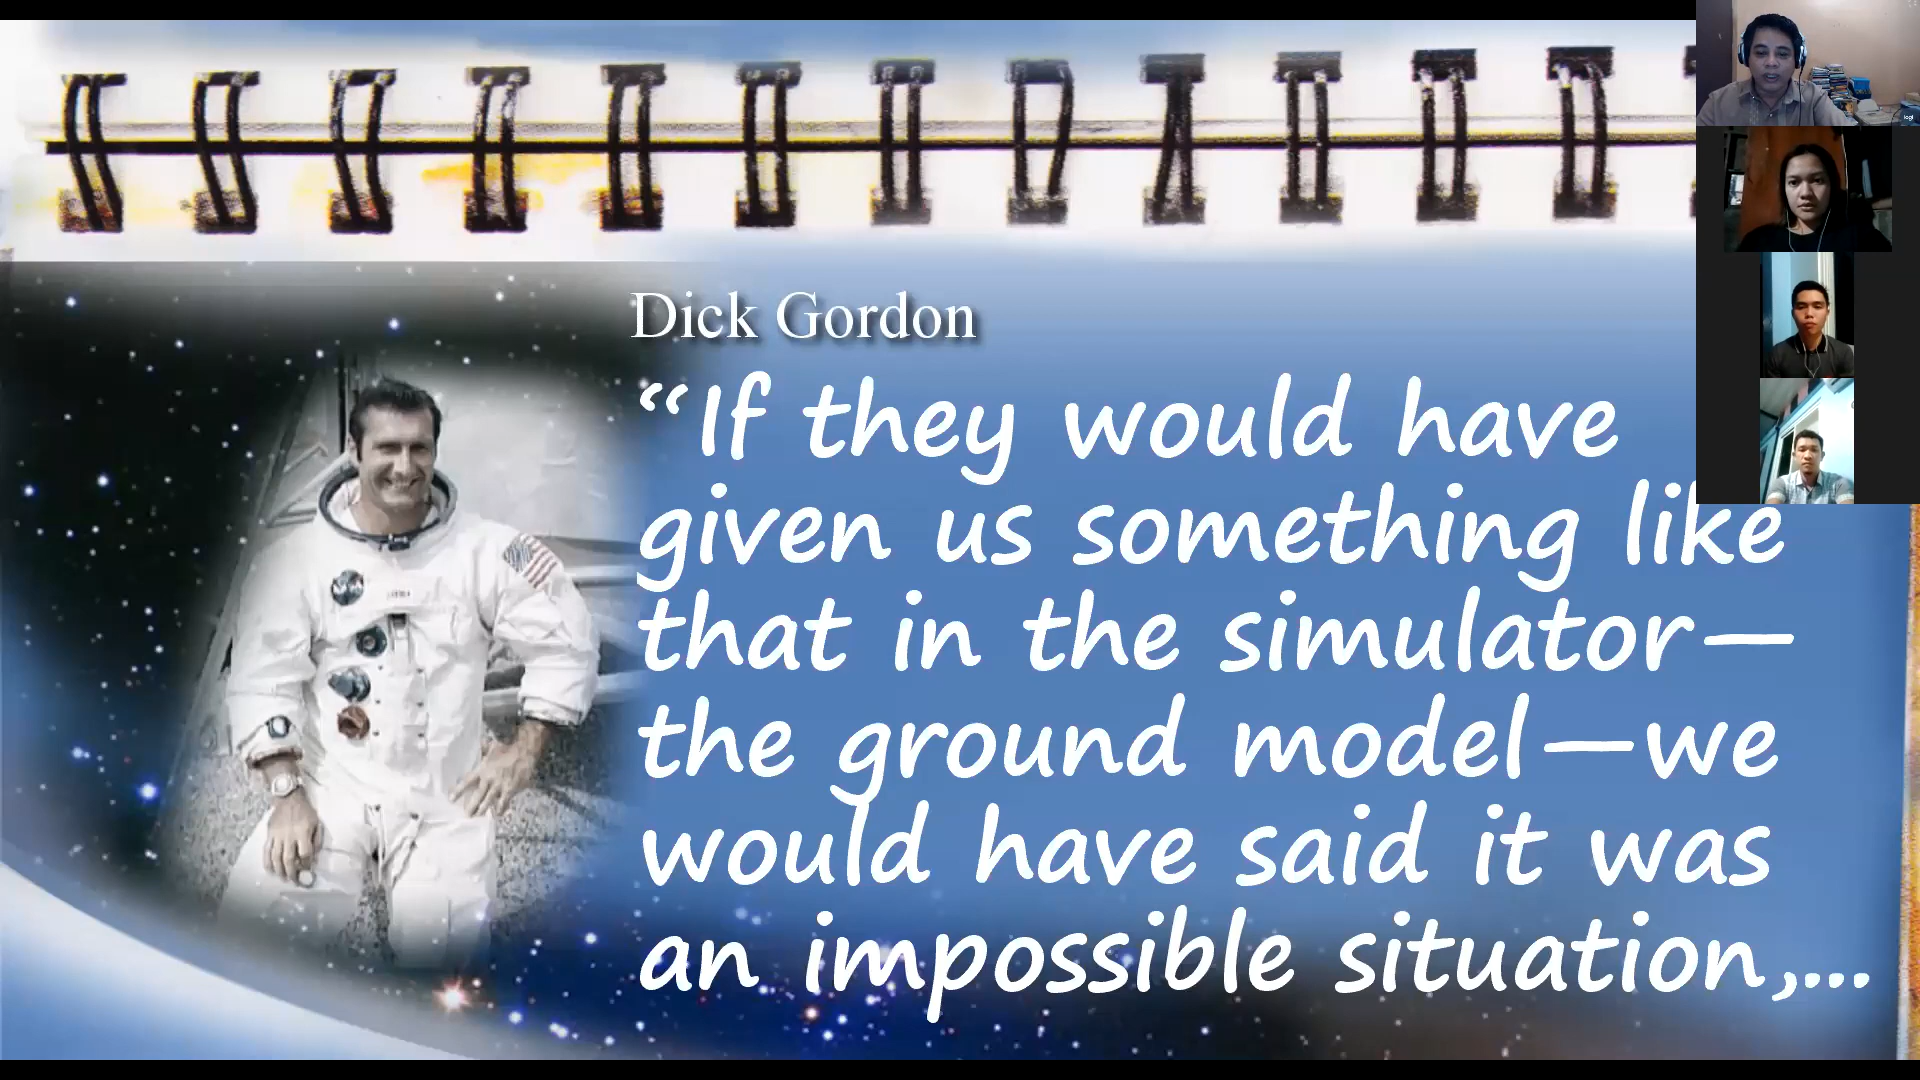 Dick Gordon
“If they would have
given us something like
that in the simulator—
the ground model—we
would have said it was
an impossible situation,...
logi